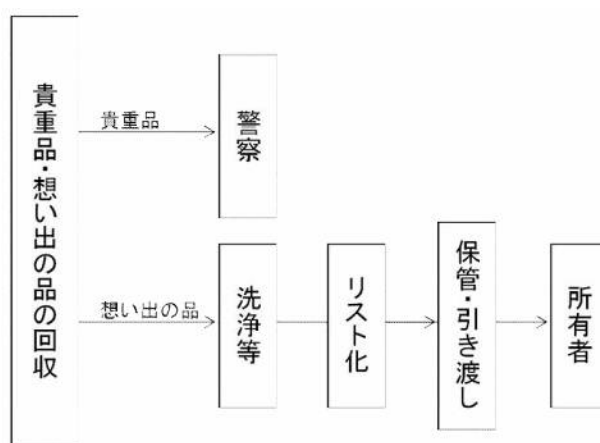 貴重品・想い出の品の回収
貴重品
警察
想い出の品
洗浄等
リスト化
保管・引き渡し
所有者